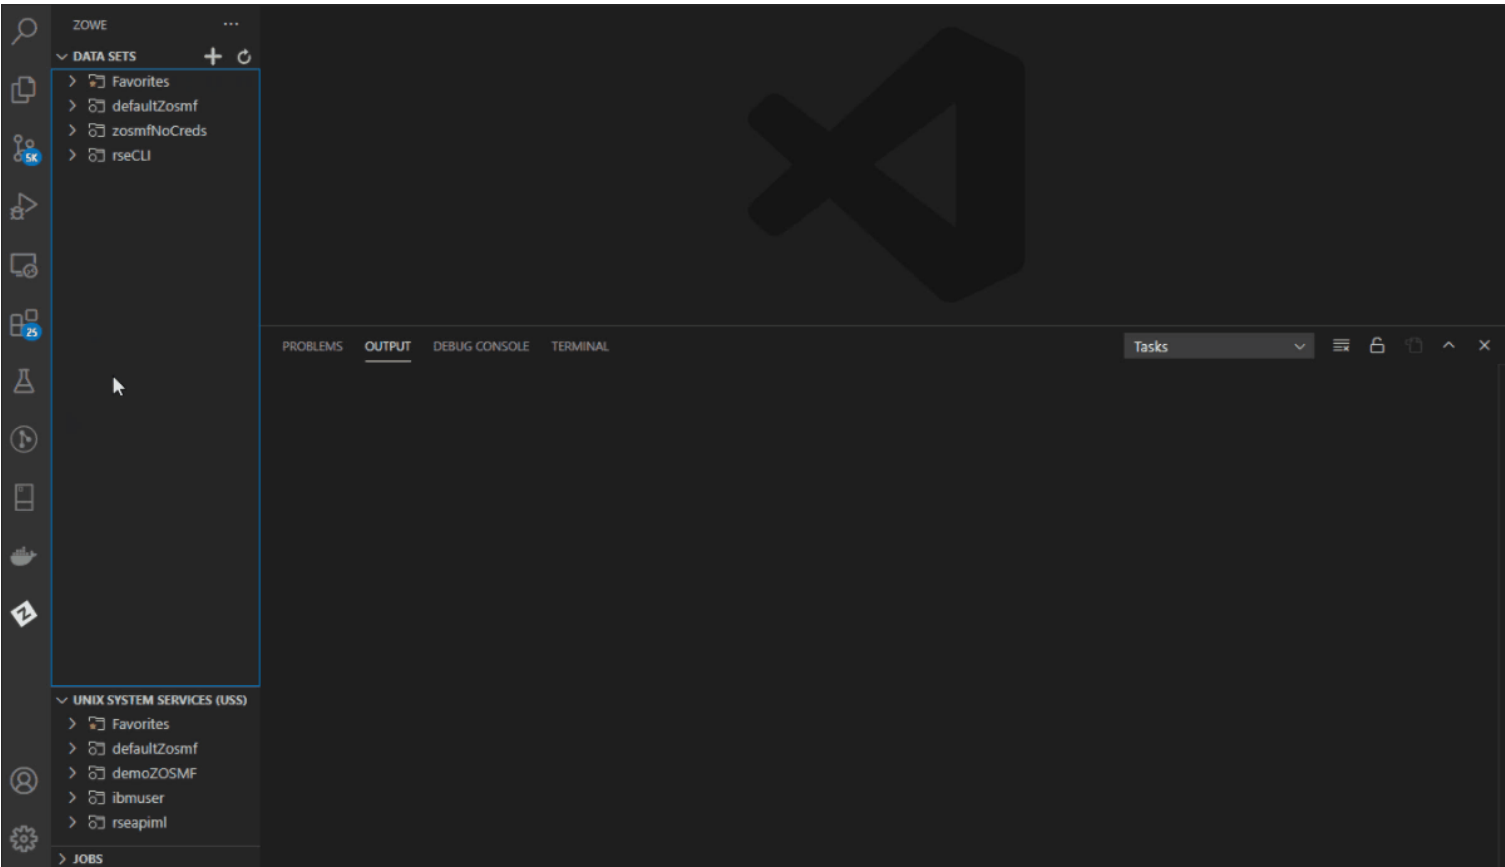 ZOWE
DATA SETS
Favorites
defaultZosmf
zosmfNoCreds
rseCLI
5K
25
PROBLEMS OUTPUT DEBUG CONSOLE TERMINAL Tasks
UNIX SYSTEM SERVICES (USS)
Favorites
defaultZosmf
demoZOSMF
ibmuser
rseapiml
JOBS